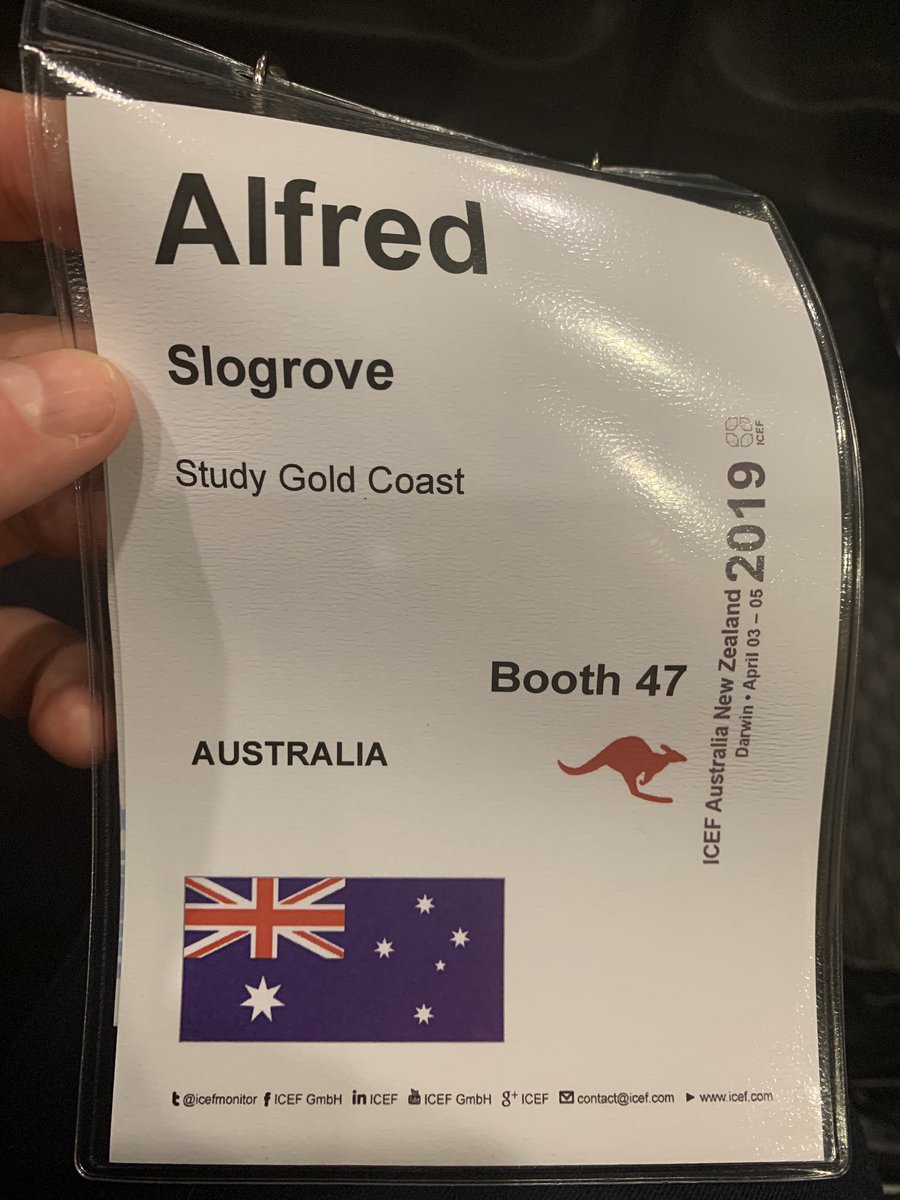 Alfred
Slogrove
Study Gold Coast
Booth 47
AUSTRALIA
ICEF
ICEF Australia New Zealand 2019
Darwin • April 03 – 05
@icefmonitor ICEF GmbH ICEF ICEF GmbH ICEF contact@icef.com www.icef.com